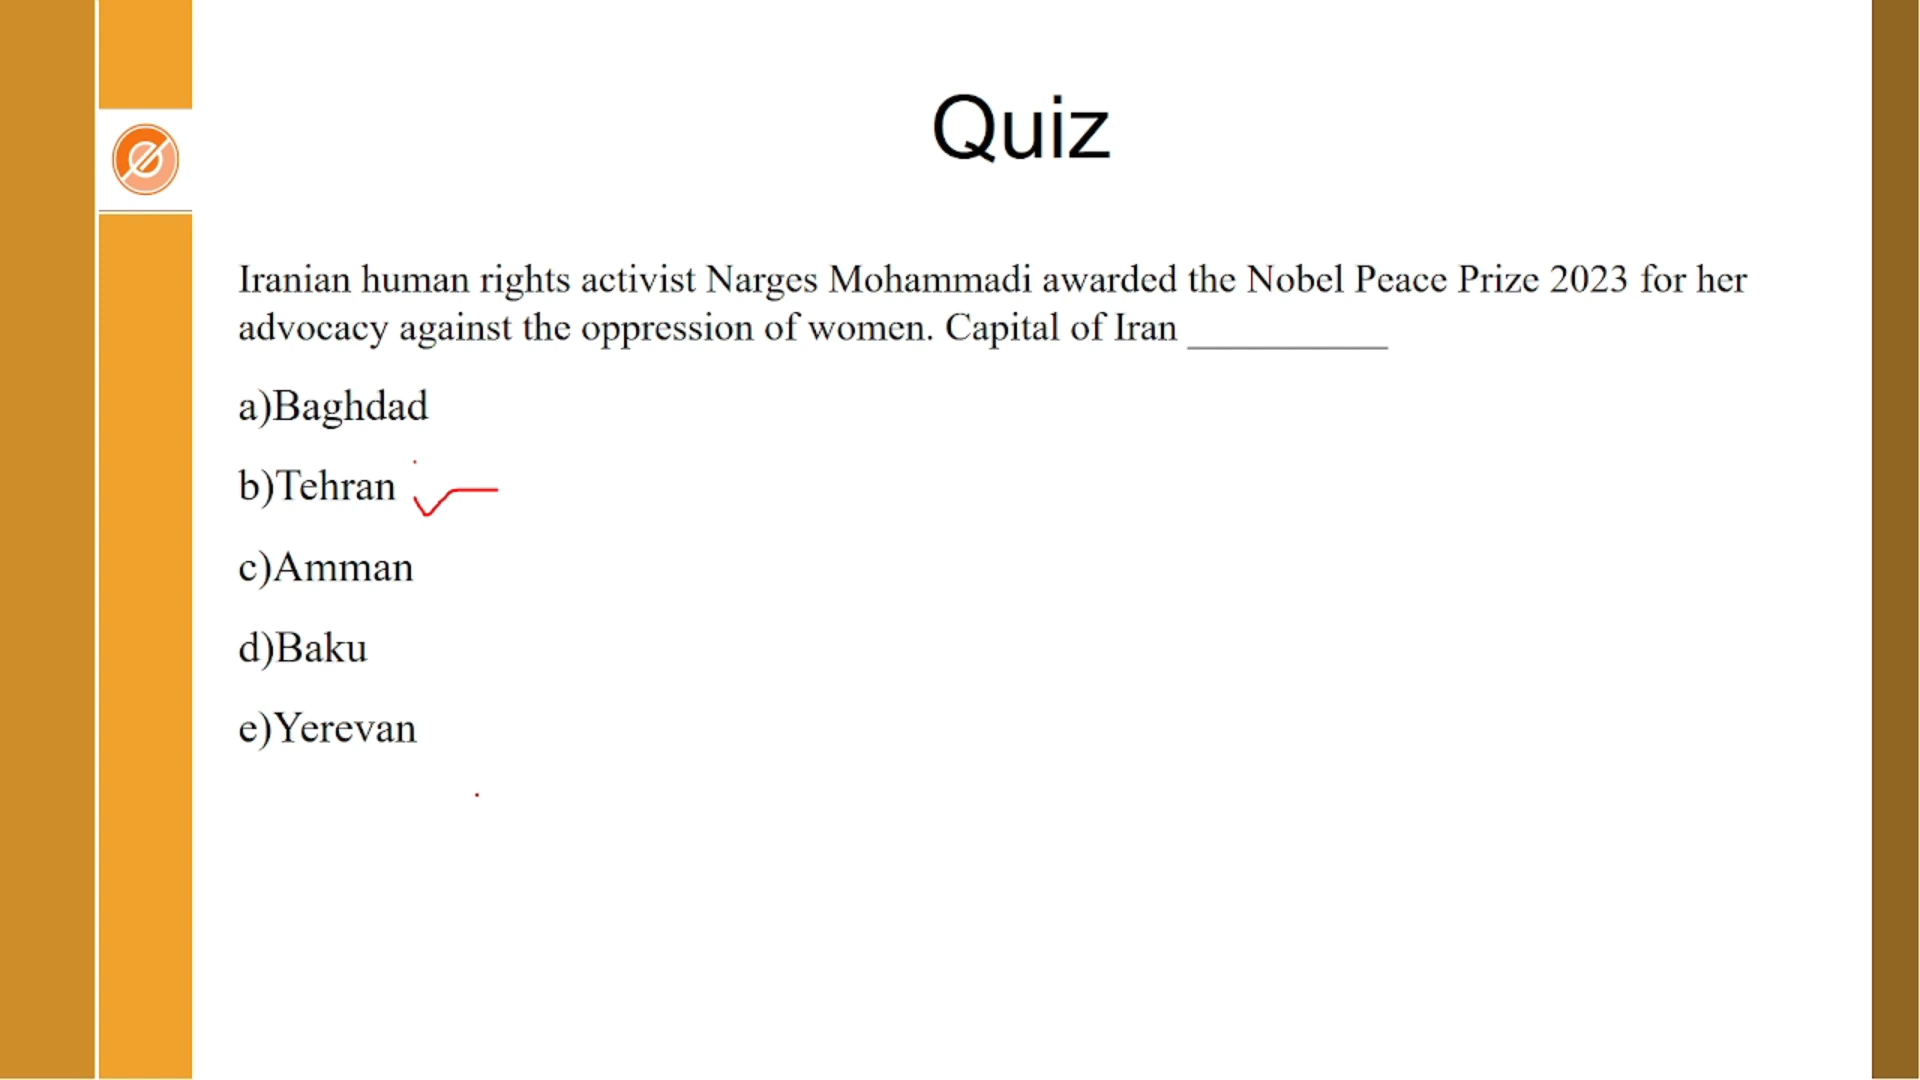 Quiz
Iranian human rights activist Narges Mohammadi awarded the Nobel Peace Prize 2023 for her
advocacy against the oppression of women. Capital of Iran __________
a)Baghdad
b)Tehran
c)Amman
d)Baku
e)Yerevan